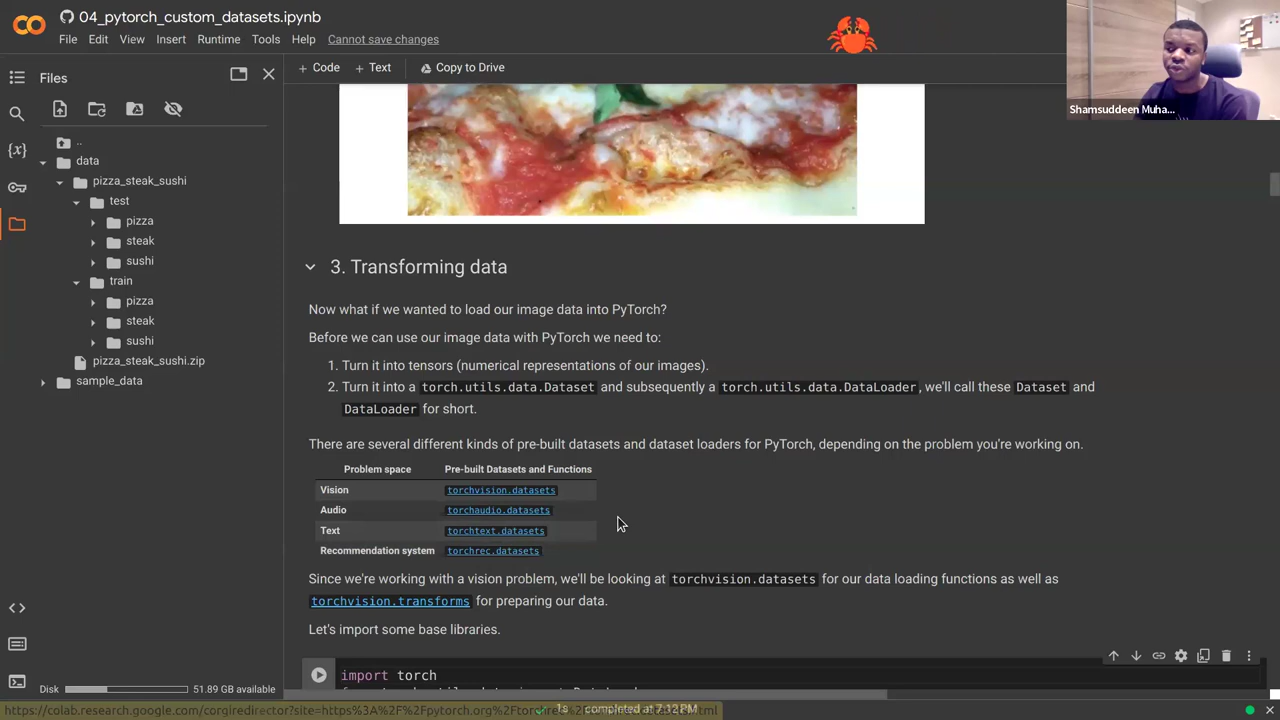 04_pytorch_custom_datasets.ipynb
File Edit View Insert Runtime Tools Help Cannot save changes
Shamsuddeen Muha...
Files
+ Code + Text Copy to Drive
..
data
pizza_steak_sushi
test
pizza
steak
sushi
train
pizza
steak
sushi
pizza_steak_sushi.zip
sample_data
3. Transforming data
Now what if we wanted to load our image data into PyTorch?
Before we can use our image data with PyTorch we need to:
1. Turn it into tensors (numerical representations of our images).
2. Turn it into a torch.utils.data.Dataset and subsequently a torch.utils.data.DataLoader, we'll call these Dataset and
DataLoader for short.
There are several different kinds of pre-built datasets and dataset loaders for PyTorch, depending on the problem you're working on.
Problem space Pre-built Datasets and Functions
Vision torchvision.datasets
Audio torchaudio.datasets
Text torchtext.datasets
Recommendation system torchrec.datasets
Since we're working with a vision problem, we'll be looking at torchvision.datasets for our data loading functions as well as
torchvision.transforms for preparing our data.
Let's import some base libraries.
import torch
Disk 51.89 GB available
1s completed at 7:12 PM